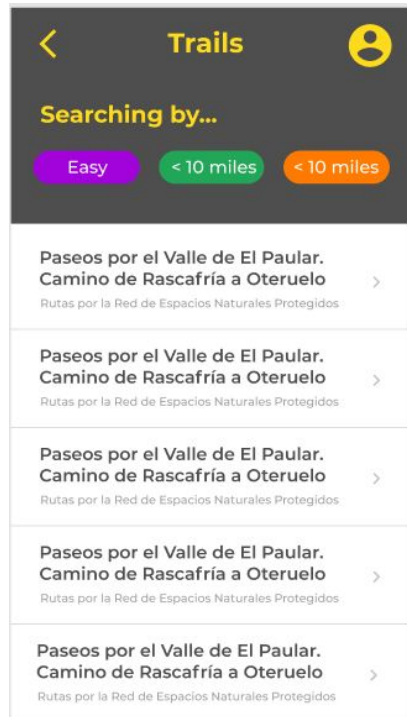 Trails
Searching by...
Easy
< 10 miles
< 10 miles
Paseos por el Valle de El Paular.
Camino de Rascafría a Oteruelo
Rutas por la Red de Espacios Naturales Protegidos
Paseos por el Valle de El Paular.
Camino de Rascafría a Oteruelo
Rutas por la Red de Espacios Naturales Protegidos
Paseos por el Valle de El Paular.
Camino de Rascafría a Oteruelo
Rutas por la Red de Espacios Naturales Protegidos
Paseos por el Valle de El Paular.
Camino de Rascafría a Oteruelo
Rutas por la Red de Espacios Naturales Protegidos
Paseos por el Valle de El Paular.
Camino de Rascafría a Oteruelo
Rutas por la Red de Espacios Naturales Protegidos